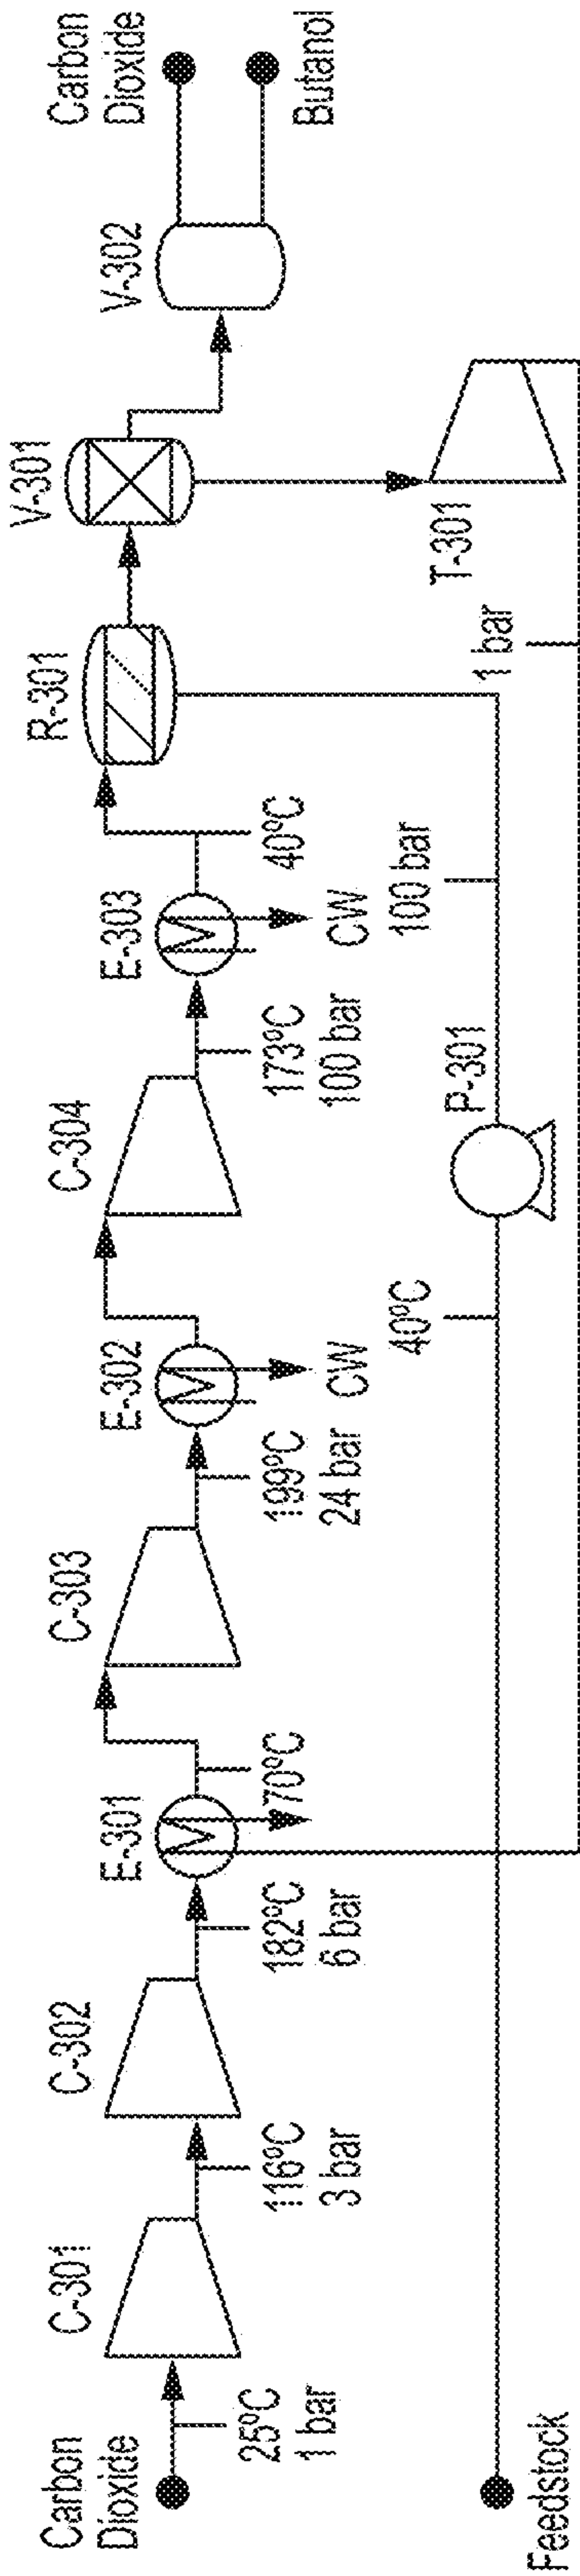 Carbon
Dioxide
25°C
1 bar
C-301
116°C
3 bar
C-302
182°C
6 bar
E-301
70°C
C-303
199°C
24 bar
E-302
CW
C-304
173°C
100 bar
E-303
CW
40°C
R-301
V-301
V-302
Carbon
Dioxide
Butanol
T-301
1 bar
100 bar
P-301
40°C
Feedstock